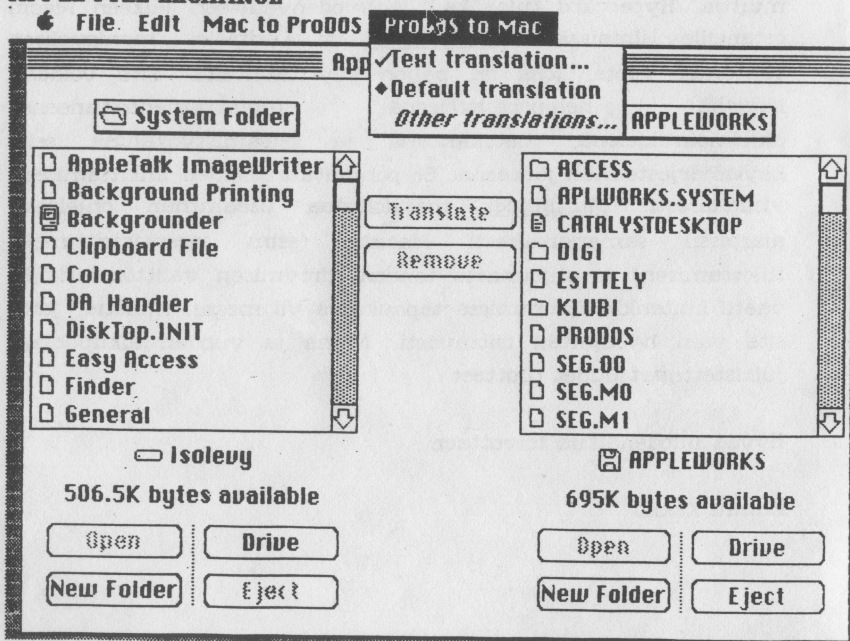 File Edit Mac to ProDOS ProDOS to Mac
App
✓Text translation...
◆Default translation
Other translations...
System Folder
APPLEWORKS
AppleTalk ImageWriter
Background Printing
Backgrounder
Clipboard File
Color
DA Handler
DiskTop.INIT
Easy Access
Finder
General
Translate
Remove
ACCESS
APLWORKS.SYSTEM
CATALYSTDESKTOP
DIGI
ESITTELY
KLUBI
PRODOS
SEG.00
SEG.M0
SEG.M1
Isolevy
506.5K bytes available
Open
Drive
New Folder
Eject
APPLEWORKS
695K bytes available
Open
Drive
New Folder
Eject